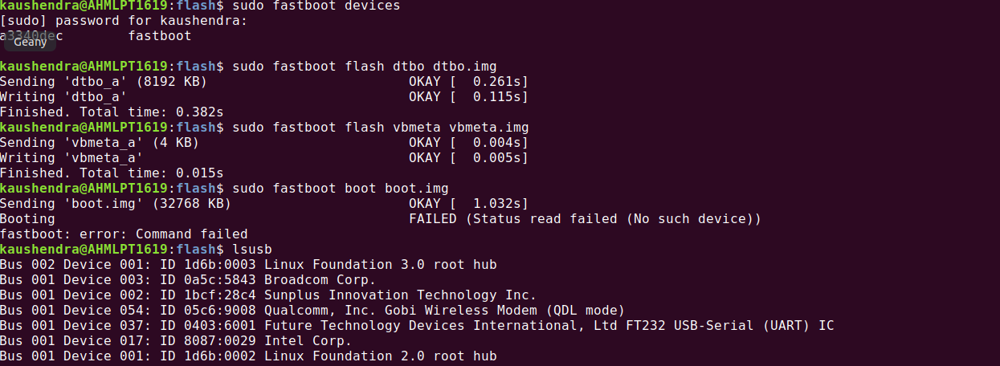 kaushendra@AHMLPT1619:flash$ sudo fastboot devices
[sudo] password for kaushendra:
a3340dec        fastboot
Geany
kaushendra@AHMLPT1619:flash$ sudo fastboot flash dtbo dtbo.img
Sending 'dtbo_a' (8192 KB)                         OKAY [  0.261s]
Writing 'dtbo_a'                                   OKAY [  0.115s]
Finished. Total time: 0.382s
kaushendra@AHMLPT1619:flash$ sudo fastboot flash vbmeta vbmeta.img
Sending 'vbmeta_a' (4 KB)                          OKAY [  0.004s]
Writing 'vbmeta_a'                                 OKAY [  0.005s]
Finished. Total time: 0.015s
kaushendra@AHMLPT1619:flash$ sudo fastboot boot boot.img
Sending 'boot.img' (32768 KB)                      OKAY [  1.032s]
Booting                                            FAILED (Status read failed (No such device))
fastboot: error: Command failed
kaushendra@AHMLPT1619:flash$ lsusb
Bus 002 Device 001: ID 1d6b:0003 Linux Foundation 3.0 root hub
Bus 001 Device 003: ID 0a5c:5843 Broadcom Corp.
Bus 001 Device 002: ID 1bcf:28c4 Sunplus Innovation Technology Inc.
Bus 001 Device 054: ID 05c6:9008 Qualcomm, Inc. Gobi Wireless Modem (QDL mode)
Bus 001 Device 037: ID 0403:6001 Future Technology Devices International, Ltd FT232 USB-Serial (UART) IC
Bus 001 Device 017: ID 8087:0029 Intel Corp.
Bus 001 Device 001: ID 1d6b:0002 Linux Foundation 2.0 root hub